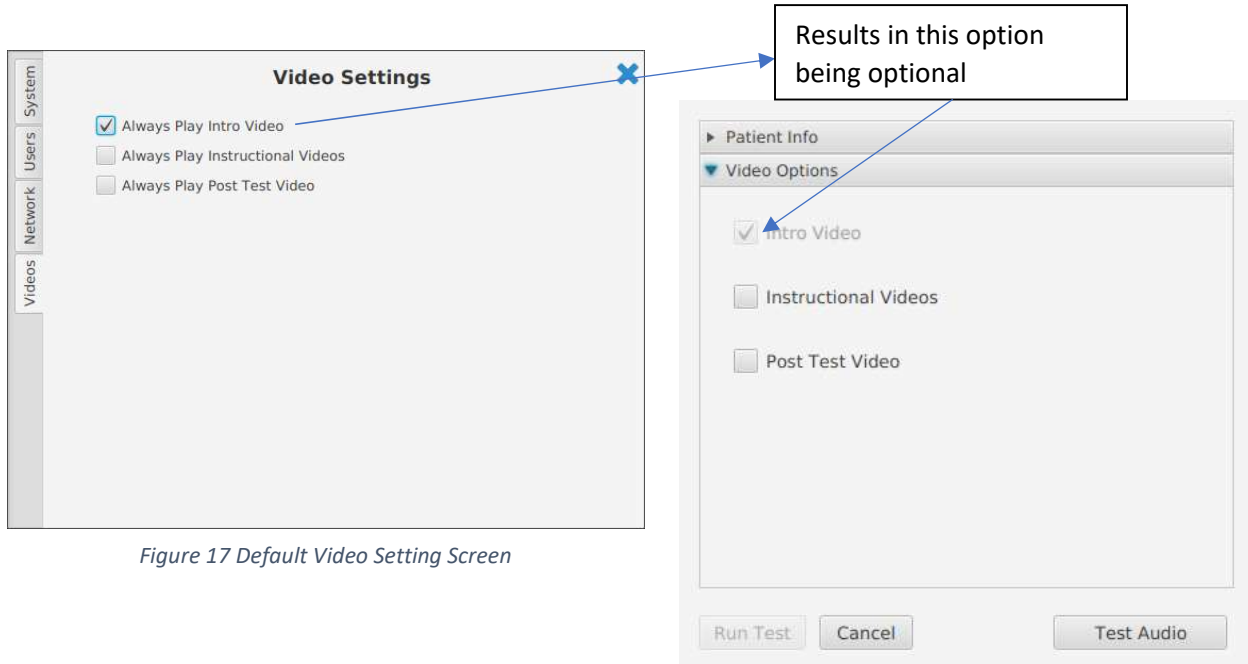 Results in this option
being optional
System
Users
Network
Videos
Video Settings
Always Play Intro Video
Always Play Instructional Videos
Always Play Post Test Video
Figure 17 Default Video Setting Screen
Patient Info
Video Options
Intro Video
Instructional Videos
Post Test Video
Run Test
Cancel
Test Audio